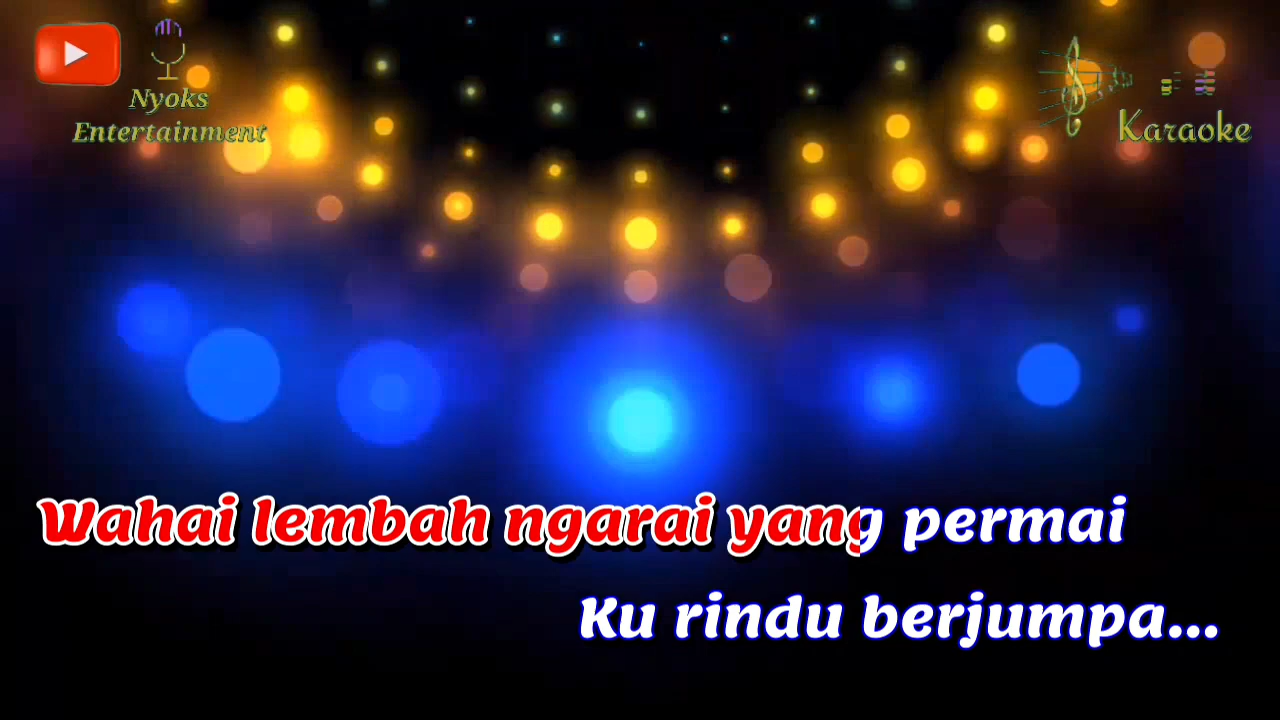 Nyoks
Entertainment
Karaoke
Wahai lembah ngarai yang permai
Ku rindu berjumpa...